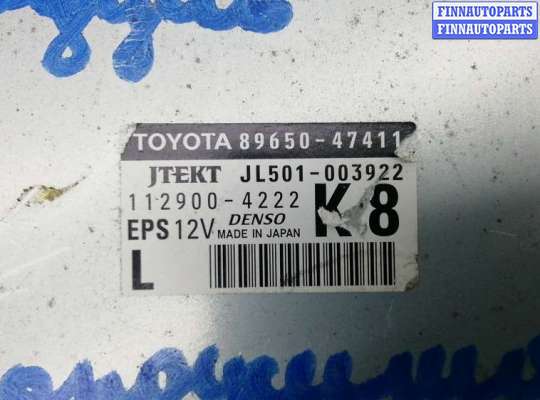 FINNAUTOPARTS
FINNAUTOPARTS
TOYOTA 89650-47411
JTEKT JL501-003922
112900-4222
EPS 12V DENSO MADE IN JAPAN K8
L